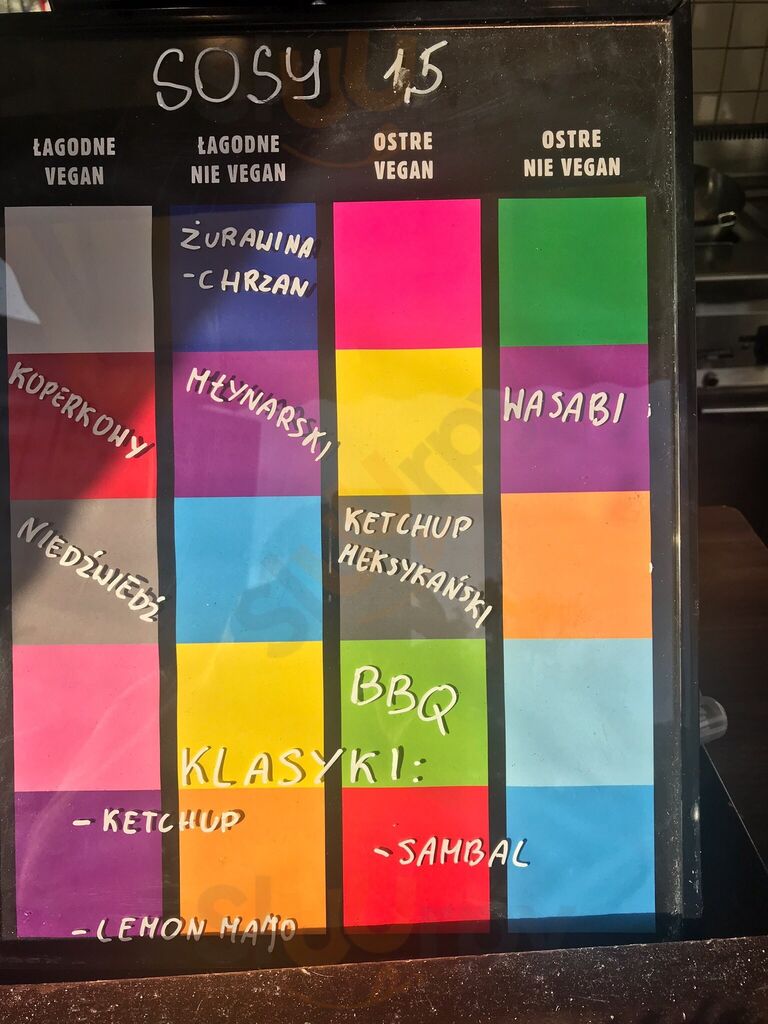 SOSY 1,5
ŁAGODNE
VEGAN
ŁAGODNE
NIE VEGAN
OSTRE
VEGAN
OSTRE
NIE VEGAN
ŻURAWINA
-CHRZAN
KOPERKOWY
MŁYNARSKI
WASABI
NIEDŹWIEDŹ
KETCHUP
MEKSYKAŃSKI
BBQ
KLASYKI:
- KETCHUP
- SAMBAL
- LEMON MAJO